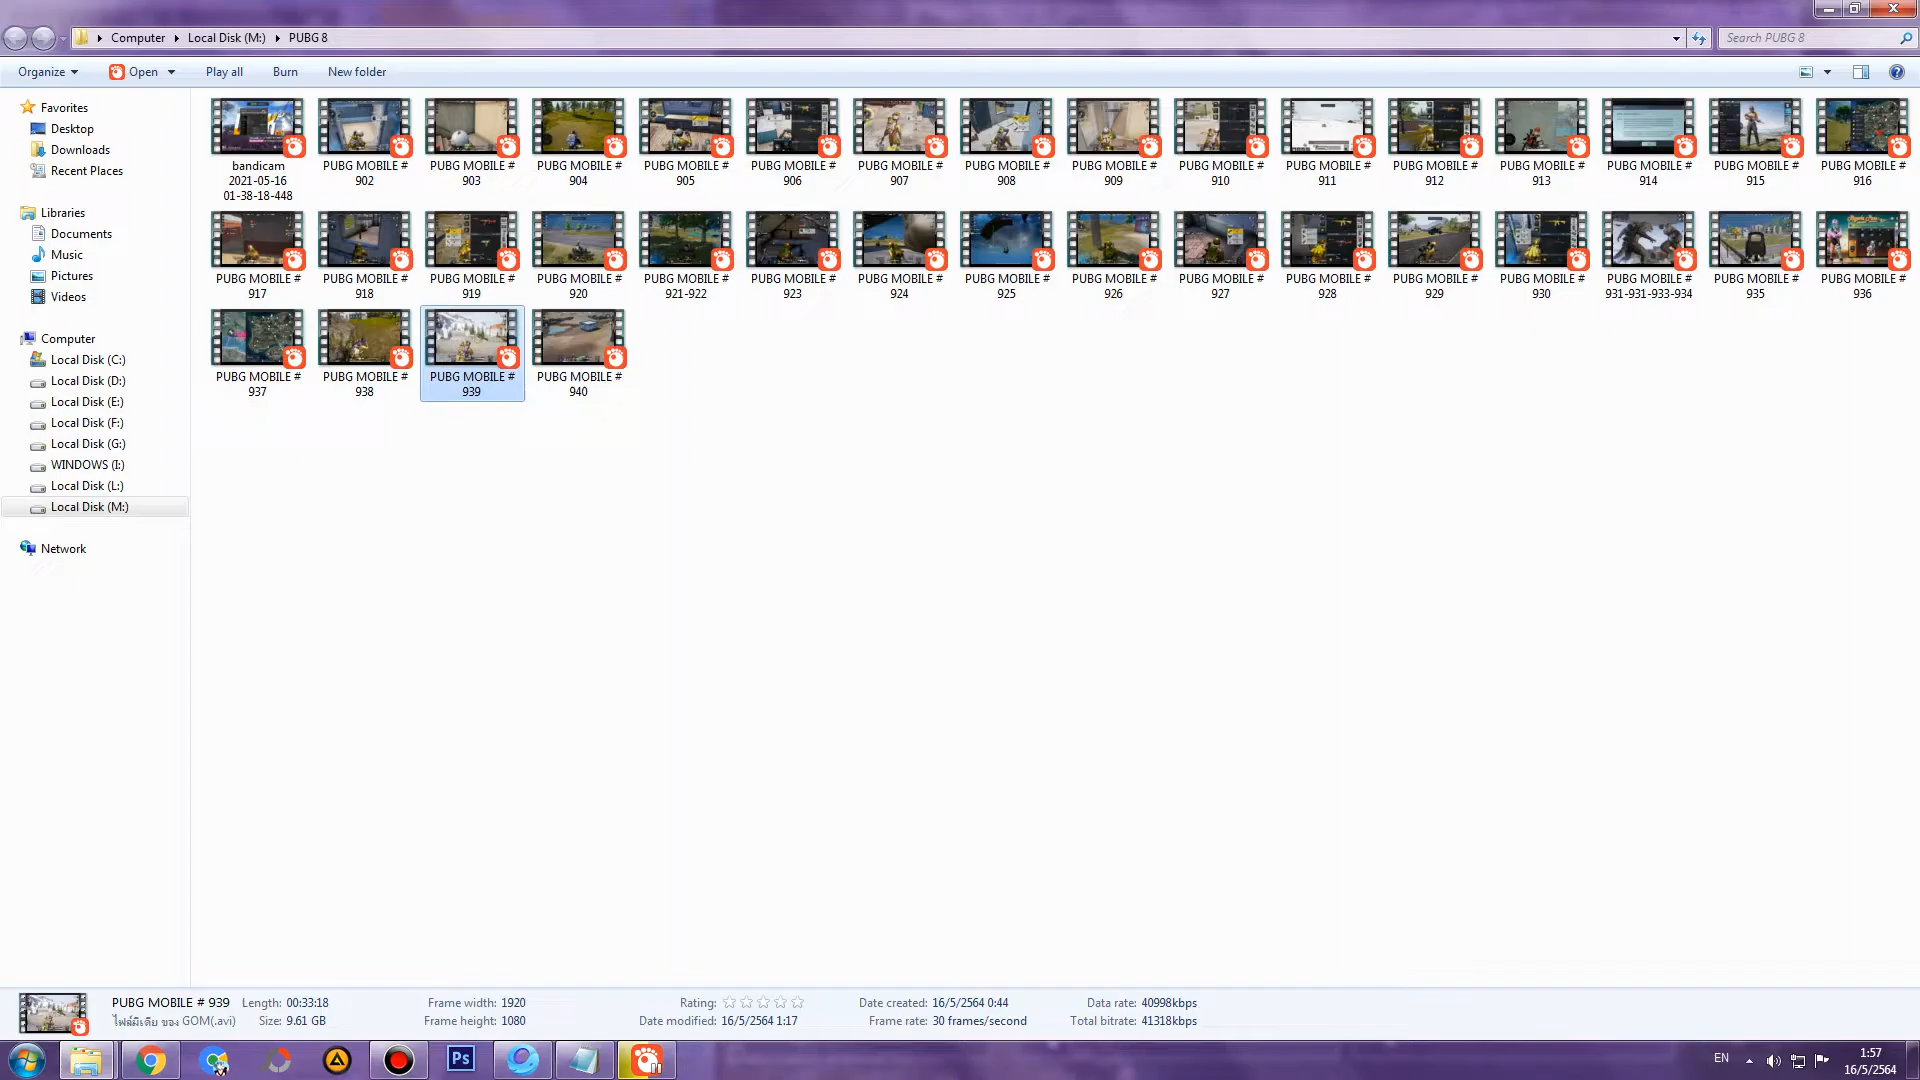 Computer Local Disk (M:) PUBG 8
Search PUBG 8
Organize Open Play all Burn New folder
Favorites
Desktop
Downloads
Recent Places
Libraries
Documents
Music
Pictures
Videos
Computer
Local Disk (C:)
Local Disk (D:)
Local Disk (E:)
Local Disk (F:)
Local Disk (G:)
WINDOWS (I:)
Local Disk (L:)
Local Disk (M:)
Network
bandicam
2021-05-16
01-38-18-448
PUBG MOBILE #
902
PUBG MOBILE #
903
PUBG MOBILE #
904
PUBG MOBILE #
905
PUBG MOBILE #
906
PUBG MOBILE #
907
PUBG MOBILE #
908
PUBG MOBILE #
909
PUBG MOBILE #
910
PUBG MOBILE #
911
PUBG MOBILE #
912
PUBG MOBILE #
913
PUBG MOBILE #
914
PUBG MOBILE #
915
PUBG MOBILE #
916
PUBG MOBILE #
917
PUBG MOBILE #
918
PUBG MOBILE #
919
PUBG MOBILE #
920
PUBG MOBILE #
921-922
PUBG MOBILE #
923
PUBG MOBILE #
924
PUBG MOBILE #
925
PUBG MOBILE #
926
PUBG MOBILE #
927
PUBG MOBILE #
928
PUBG MOBILE #
929
PUBG MOBILE #
930
PUBG MOBILE #
931-931-933-934
PUBG MOBILE #
935
PUBG MOBILE #
936
PUBG MOBILE #
937
PUBG MOBILE #
938
PUBG MOBILE #
939
PUBG MOBILE #
940
PUBG MOBILE # 939 Length: 00:33:18 Frame width: 1920 Rating: Date created: 16/5/2564 0:44 Data rate: 40998kbps
ไฟล์มีเดีย ของ GOM(.avi) Size: 9.61 GB Frame height: 1080 Date modified: 16/5/2564 1:17 Frame rate: 30 frames/second Total bitrate: 41318kbps
Ps
EN
1:57
16/5/2564